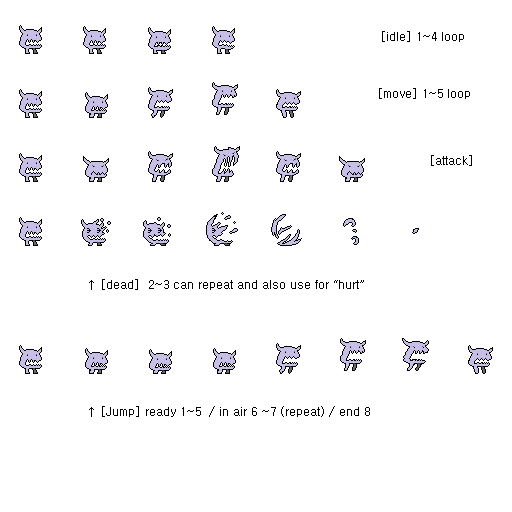 [idle] 1~4 loop
[move] 1~5 loop
[attack]
↑ [dead]  2~3 can repeat and also use for "hurt"
↑ [Jump] ready 1~5  / in air 6 ~7 (repeat) / end 8